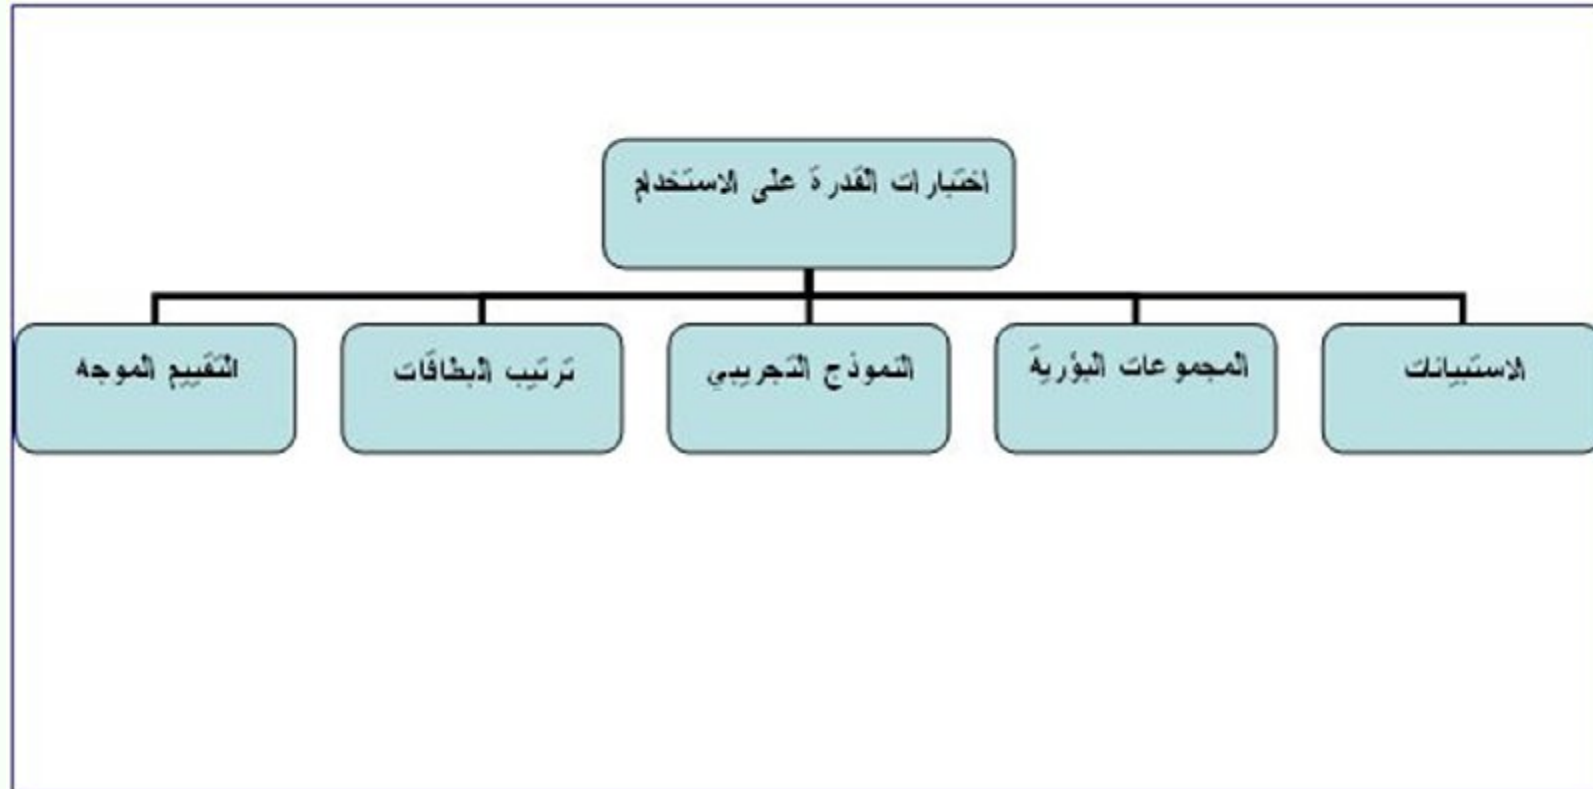 اختبارات القدرة على الاستخدام
الاستبيانات
المجموعات البؤرية
النموذج التجريبي
ترتيب البطاقات
التقييم الموجه